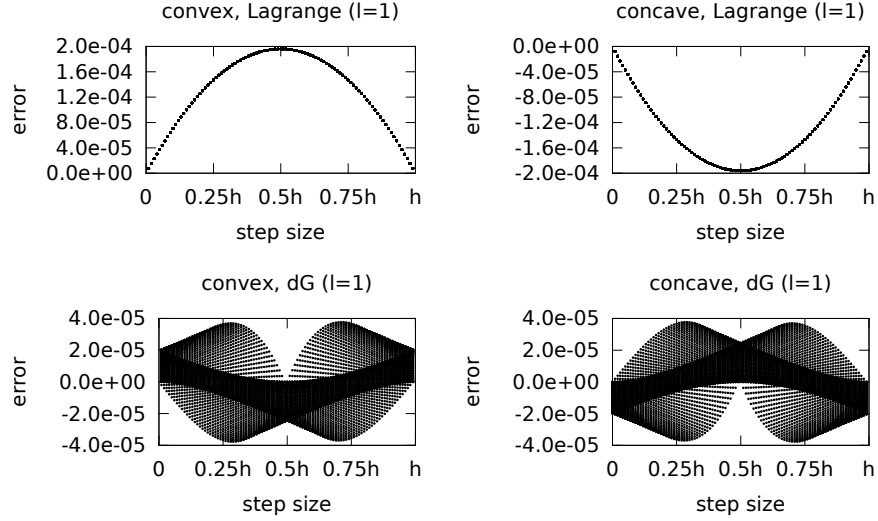 convex, Lagrange (l=1)
2.0e-04
1.6e-04
1.2e-04
8.0e-05
4.0e-05
0.0e+00
error
0 0.25h 0.5h 0.75h h
step size
concave, Lagrange (l=1)
0.0e+00
-4.0e-05
-8.0e-05
-1.2e-04
-1.6e-04
-2.0e-04
error
0 0.25h 0.5h 0.75h h
step size
convex, dG (l=1)
4.0e-05
2.0e-05
0.0e+00
-2.0e-05
-4.0e-05
error
0 0.25h 0.5h 0.75h h
step size
concave, dG (l=1)
4.0e-05
2.0e-05
0.0e+00
-2.0e-05
-4.0e-05
error
0 0.25h 0.5h 0.75h h
step size